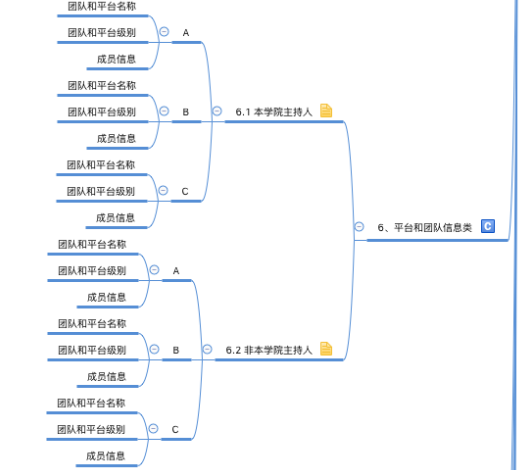 团队和平台名称
团队和平台级别
A
成员信息
团队和平台名称
团队和平台级别
B
6.1 本学院主持人
成员信息
团队和平台名称
团队和平台级别
C
成员信息
6、平台和团队信息类
C
团队和平台名称
团队和平台级别
A
成员信息
团队和平台名称
团队和平台级别
B
6.2 非本学院主持人
成员信息
团队和平台名称
团队和平台级别
C
成员信息